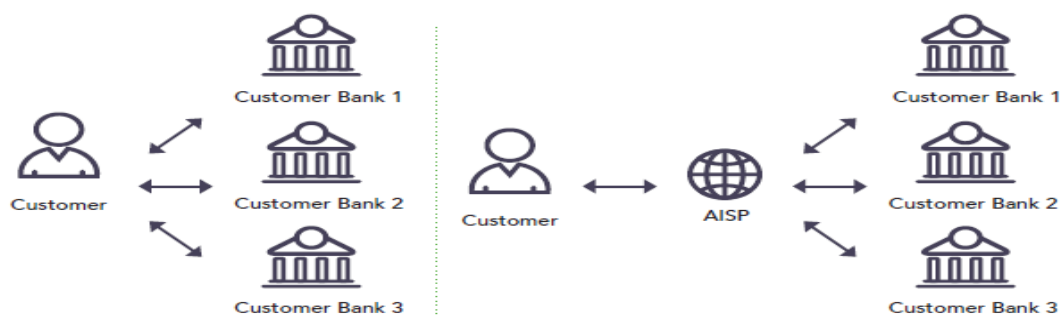 Customer Bank 1
Customer
Customer Bank 2
Customer Bank 3
Customer Bank 1
Customer
AISP
Customer Bank 2
Customer Bank 3